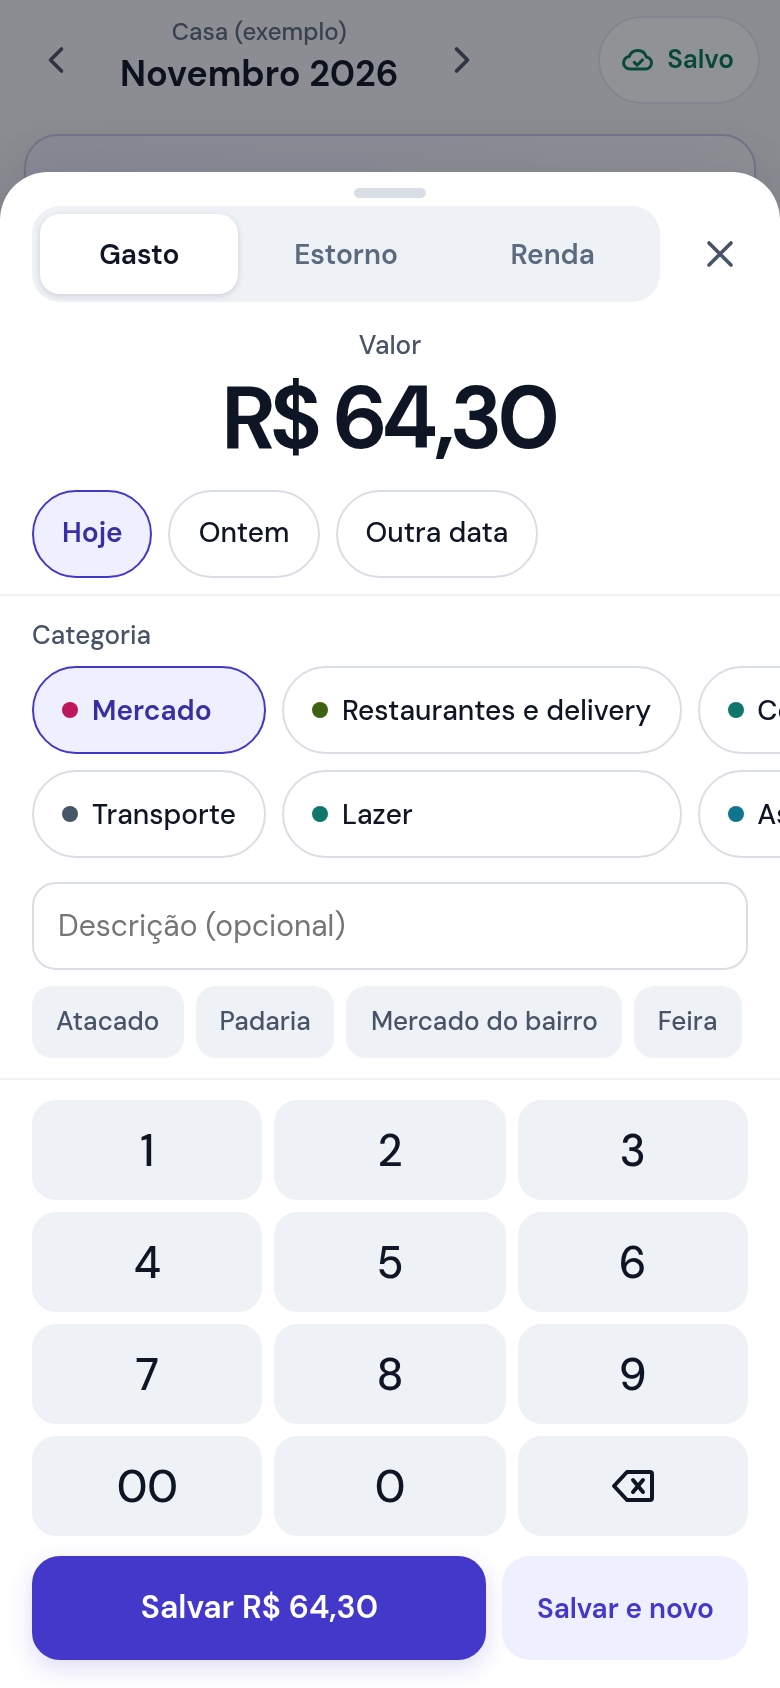 Casa (exemplo)
Novembro 2026
Salvo
Gasto Estorno Renda
Valor
R$ 64,30
Hoje Ontem Outra data
Categoria
Mercado Restaurantes e delivery
Transporte Lazer
Descrição (opcional)
Atacado Padaria Mercado do bairro Feira
1 2 3
4 5 6
7 8 9
00 0
Salvar R$ 64,30 Salvar e novo